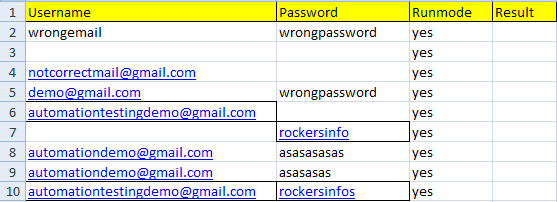 1 Username Password Runmode Result
2 wrongemail wrongpassword yes
3 yes
4 notcorrectmail@gmail.com yes
5 demo@gmail.com wrongpassword yes
6 automationtestingdemo@gmail.com yes
7 rockersinfo yes
8 automationdemo@gmail.com asasasasas yes
9 automationdemo@gmail.com asasasas yes
10 automationtestingdemo@gmail.com rockersinfos yes